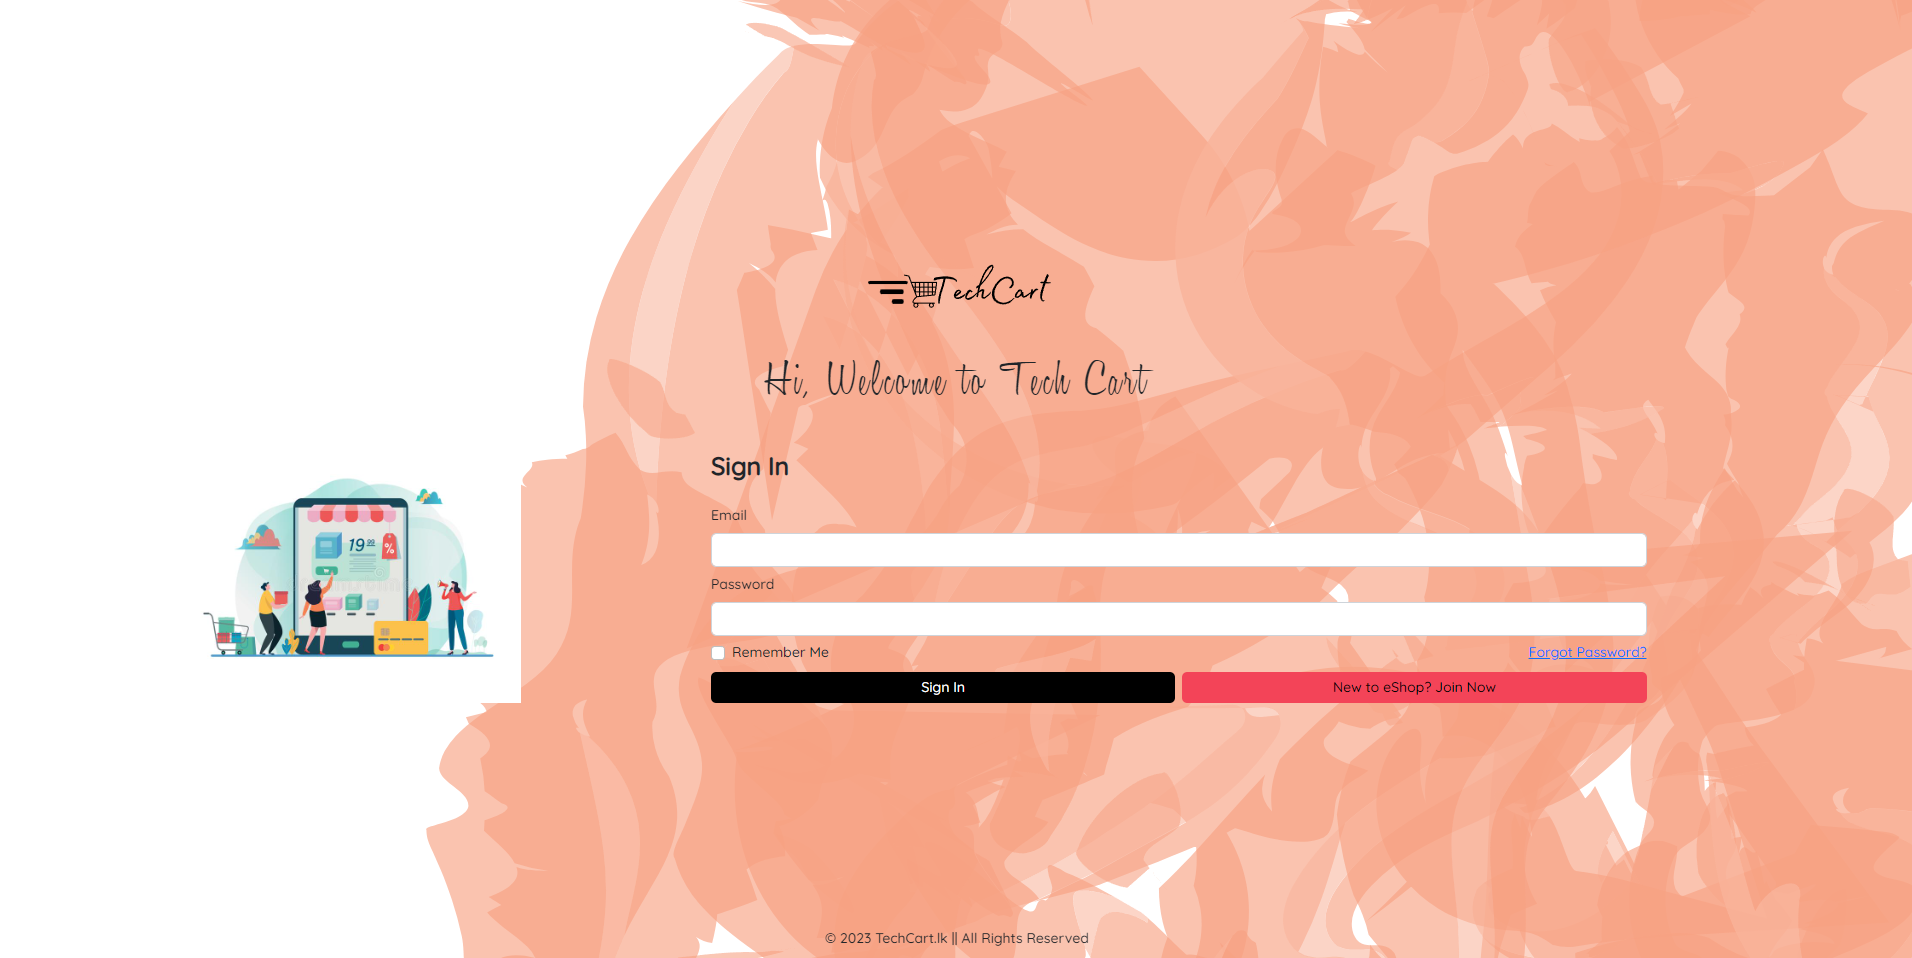 TechCart
Hi, Welcome to Tech Cart
Sign In
19.99
%
Email
Password
Remember Me
Forgot Password?
Sign In
New to eShop? Join Now
© 2023 TechCart.lk || All Rights Reserved